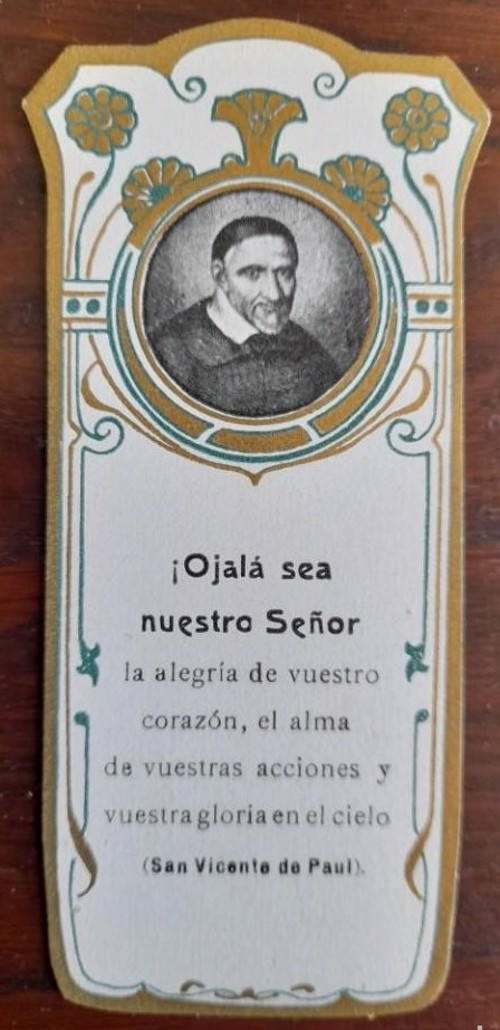 ¡Ojalá sea
nuestro Señor
la alegría de vuestro
corazón, el alma
de vuestras acciones y
vuestra gloria en el cielo
(San Vicente de Paul).